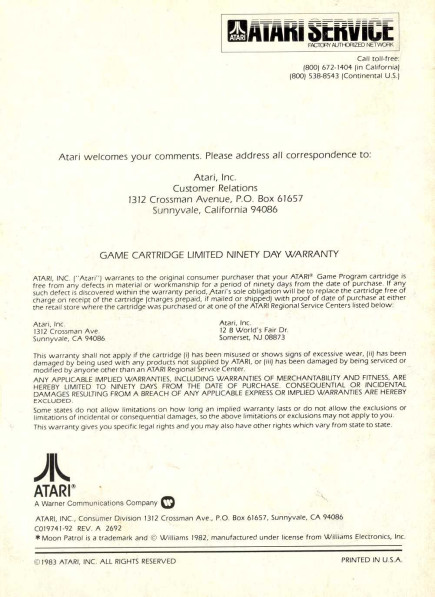 ATARI
ATARI SERVICE
FACTORY AUTHORIZED NETWORK
Call toll-free:
(800) 672-1404 (in California)
(800) 538-8543 (Continental U.S.)
Atari welcomes your comments. Please address all correspondence to:
Atari, Inc.
Customer Relations
1312 Crossman Avenue, P.O. Box 61657
Sunnyvale, California 94086
GAME CARTRIDGE LIMITED NINETY DAY WARRANTY
ATARI, INC. ("Atari") warrants to the original consumer purchaser that your ATARI® Game Program cartridge is
free from any defects in material or workmanship for a period of ninety days from the date of purchase. If any
such defect is discovered within the warranty period, Atari's sole obligation will be to replace the cartridge free of
charge on receipt of the cartridge (charges prepaid, if mailed or shipped) with proof of date of purchase at either
the retail store where the cartridge was purchased or at one of the ATARI Regional Service Centers listed below:
Atari, Inc.
1312 Crossman Ave.
Sunnyvale, CA 94086
Atari, Inc.
12 B World's Fair Dr.
Somerset, NJ 08873
This warranty shall not apply if the cartridge (i) has been misused or shows signs of excessive wear, (ii) has been
damaged by being used with any products not supplied by ATARI, or (iii) has been damaged by being serviced or
modified by anyone other than an ATARI Regional Service Center.
ANY APPLICABLE IMPLIED WARRANTIES, INCLUDING WARRANTIES OF MERCHANTABILITY AND FITNESS, ARE
HEREBY LIMITED TO NINETY DAYS FROM THE DATE OF PURCHASE. CONSEQUENTIAL OR INCIDENTAL
DAMAGES RESULTING FROM A BREACH OF ANY APPLICABLE EXPRESS OR IMPLIED WARRANTIES ARE HEREBY
EXCLUDED.
Some states do not allow limitations on how long an implied warranty lasts or do not allow the exclusions or
limitations of incidental or consequential damages, so the above limitations or exclusions may not apply to you.
This warranty gives you specific legal rights and you may also have other rights which vary from state to state.
ATARI®
A Warner Communications Company
ATARI, INC., Consumer Division 1312 Crossman Ave., P.O. Box 61657, Sunnyvale, CA 94086
C019741-92 REV. A 2692
*Moon Patrol is a trademark and © Williams 1982, manufactured under license from Williams Electronics, Inc.
©1983 ATARI, INC. ALL RIGHTS RESERVED
PRINTED IN U.S.A.